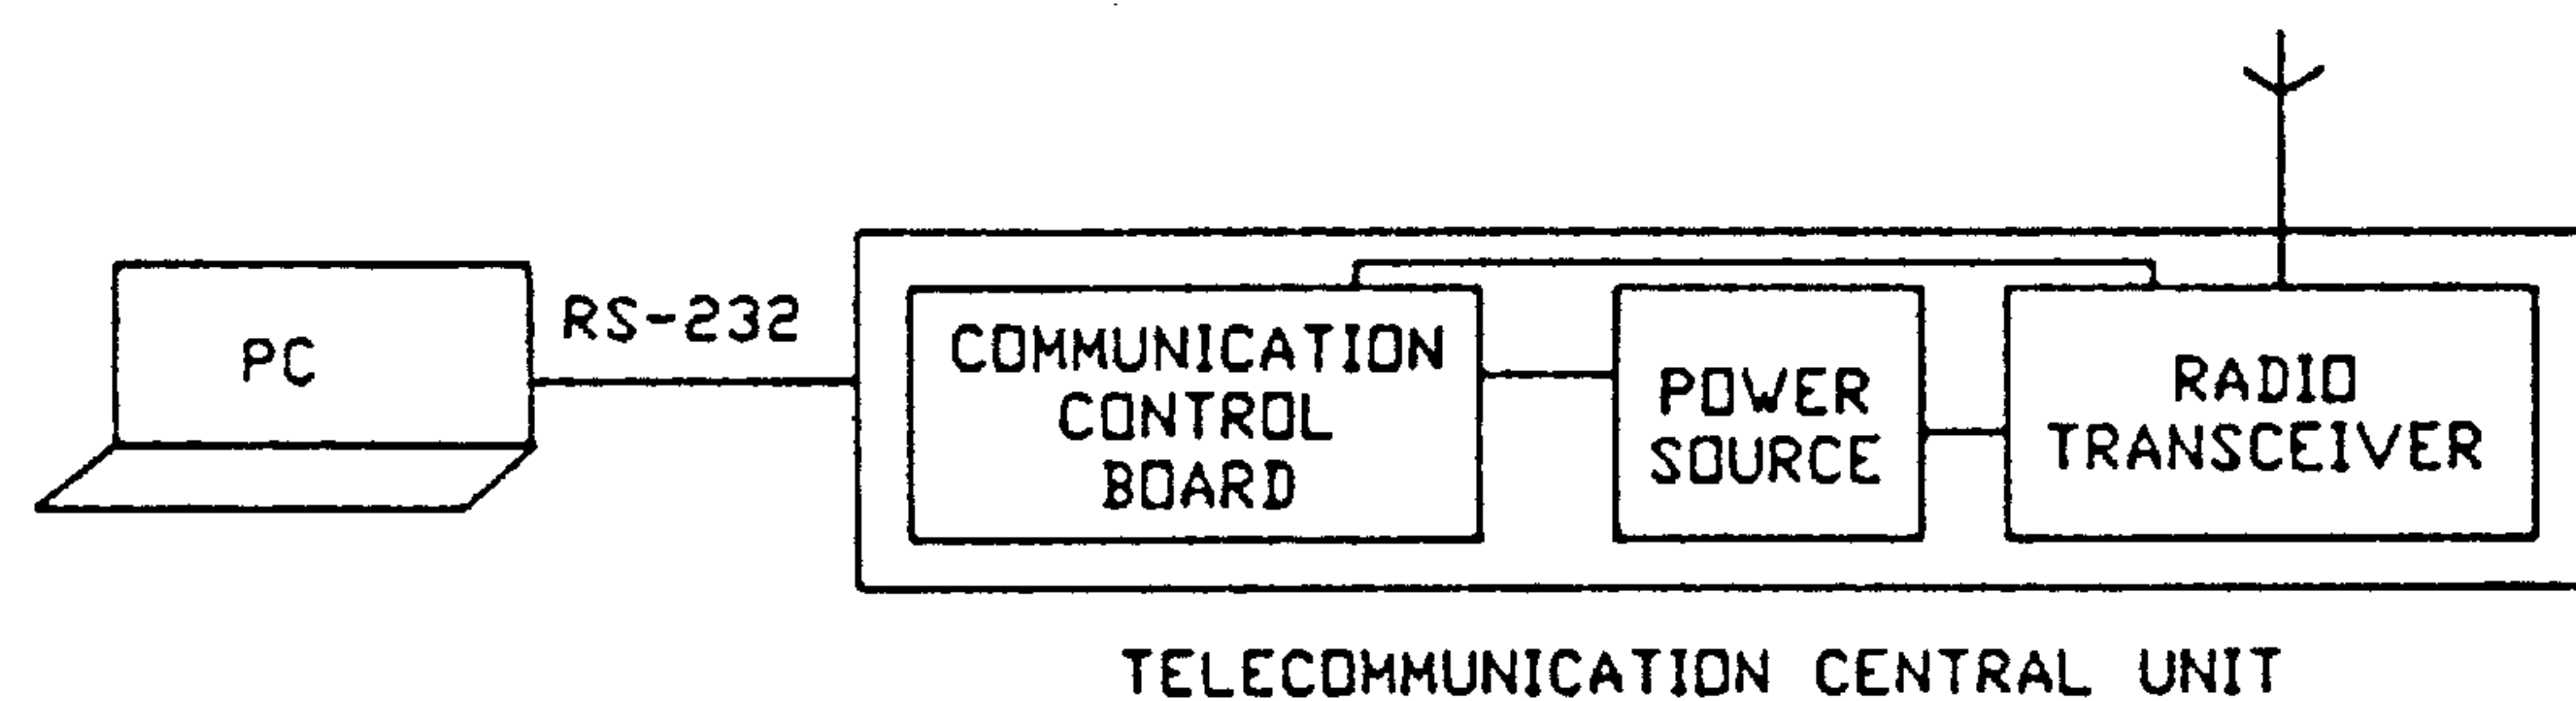 PC
RS-232
COMMUNICATION
CONTROL
BOARD
POWER
SOURCE
RADIO
TRANSCEIVER
TELECOMMUNICATION CENTRAL UNIT